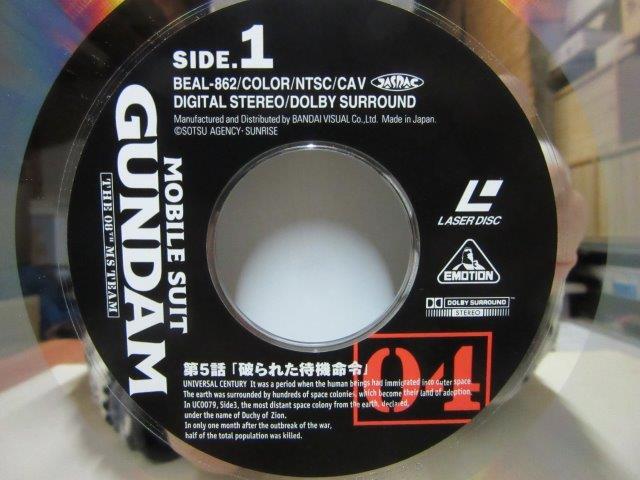 SIDE.1
BEAL-862/COLOR/NTSC/CAV JASRAC
DIGITAL STEREO/DOLBY SURROUND
Manufactured and Distributed by BANDAI VISUAL Co.,Ltd. Made in Japan.
©SOTSU AGENCY・SUNRISE
MOBILE SUIT
GUNDAM
THE 08TH MS TEAM
LASER DISC
EMOTION
DOLBY SURROUND
STEREO
04
第5話「破られた待機命令」
UNIVERSAL CENTURY It was a period when the human beings had immigrated into outer space.
The earth was surrounded by hundreds of space colonies, which become their land of adoption.
In UC0079, Side3, the most distant space colony from the earth, declared,
under the name of Duchy of Zion.
In only one month after the outbreak of the war,
half of the total population was killed.